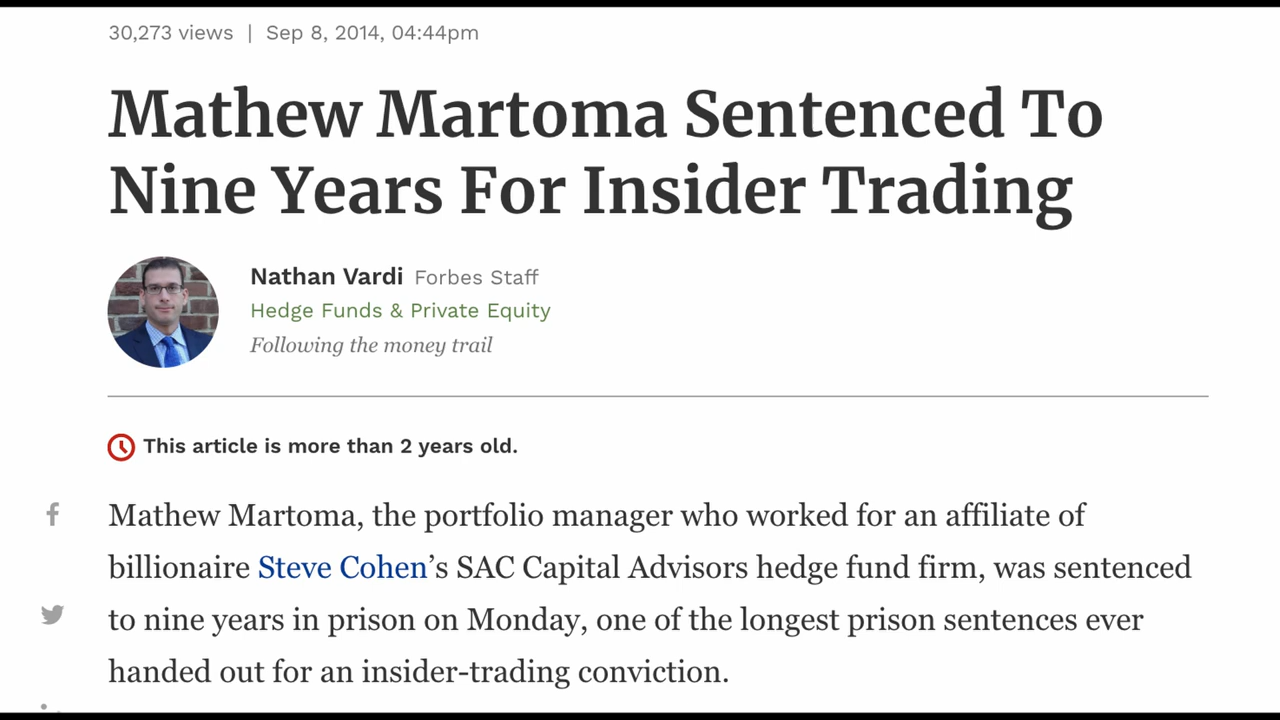 30,273 views | Sep 8, 2014, 04:44pm
Mathew Martoma Sentenced To
Nine Years For Insider Trading
Nathan Vardi Forbes Staff
Hedge Funds & Private Equity
Following the money trail
This article is more than 2 years old.
Mathew Martoma, the portfolio manager who worked for an affiliate of
billionaire Steve Cohen’s SAC Capital Advisors hedge fund firm, was sentenced
to nine years in prison on Monday, one of the longest prison sentences ever
handed out for an insider-trading conviction.